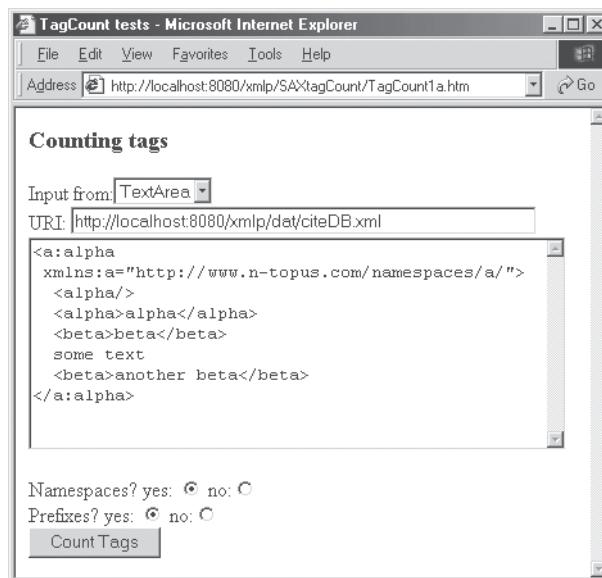 TagCount tests - Microsoft Internet Explorer
File Edit View Favorites Tools Help
Address http://localhost:8080/xmlp/SAXtagCount/TagCount1a.htm Go
Counting tags
Input from: TextArea
URI: http://localhost:8080/xmlp/dat/citeDB.xml
<a:alpha
xmlns:a="http://www.n-topus.com/namespaces/a/">
<alpha/>
<alpha>alpha</alpha>
<beta>beta</beta>
some text
<beta>another beta</beta>
</a:alpha>
Namespaces? yes: no:
Prefixes? yes: no:
Count Tags